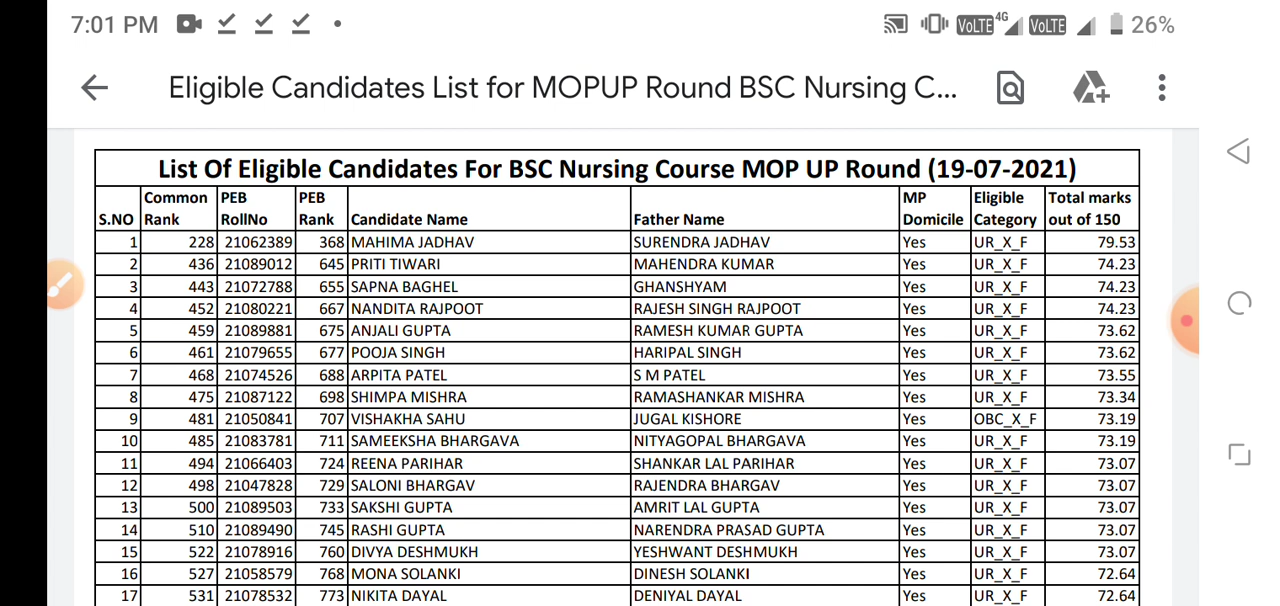 7:01 PM VoLTE 4G VoLTE 26%
Eligible Candidates List for MOPUP Round BSC Nursing C...
List Of Eligible Candidates For BSC Nursing Course MOP UP Round (19-07-2021)
S.NO Common Rank PEB RollNo PEB Rank Candidate Name Father Name MP Domicile Eligible Category Total marks out of 150
1 228 21062389 368 MAHIMA JADHAV SURENDRA JADHAV Yes UR_X_F 79.53
2 436 21089012 645 PRITI TIWARI MAHENDRA KUMAR Yes UR_X_F 74.23
3 443 21072788 655 SAPNA BAGHEL GHANSHYAM Yes UR_X_F 74.23
4 452 21080221 667 NANDITA RAJPOOT RAJESH SINGH RAJPOOT Yes UR_X_F 74.23
5 459 21089881 675 ANJALI GUPTA RAMESH KUMAR GUPTA Yes UR_X_F 73.62
6 461 21079655 677 POOJA SINGH HARIPAL SINGH Yes UR_X_F 73.62
7 468 21074526 688 ARPITA PATEL S M PATEL Yes UR_X_F 73.55
8 475 21087122 698 SHIMPA MISHRA RAMASHANKAR MISHRA Yes UR_X_F 73.34
9 481 21050841 707 VISHAKHA SAHU JUGAL KISHORE Yes OBC_X_F 73.19
10 485 21083781 711 SAMEEKSHA BHARGAVA NITYAGOPAL BHARGAVA Yes UR_X_F 73.19
11 494 21066403 724 REENA PARIHAR SHANKAR LAL PARIHAR Yes UR_X_F 73.07
12 498 21047828 729 SALONI BHARGAV RAJENDRA BHARGAV Yes UR_X_F 73.07
13 500 21089503 733 SAKSHI GUPTA AMRIT LAL GUPTA Yes UR_X_F 73.07
14 510 21089490 745 RASHI GUPTA NARENDRA PRASAD GUPTA Yes UR_X_F 73.07
15 522 21078916 760 DIVYA DESHMUKH YESHWANT DESHMUKH Yes UR_X_F 73.07
16 527 21058579 768 MONA SOLANKI DINESH SOLANKI Yes UR_X_F 72.64
17 531 21078532 773 NIKITA DAYAL DENIYAL DAYAL Yes UR_X_F 72.64